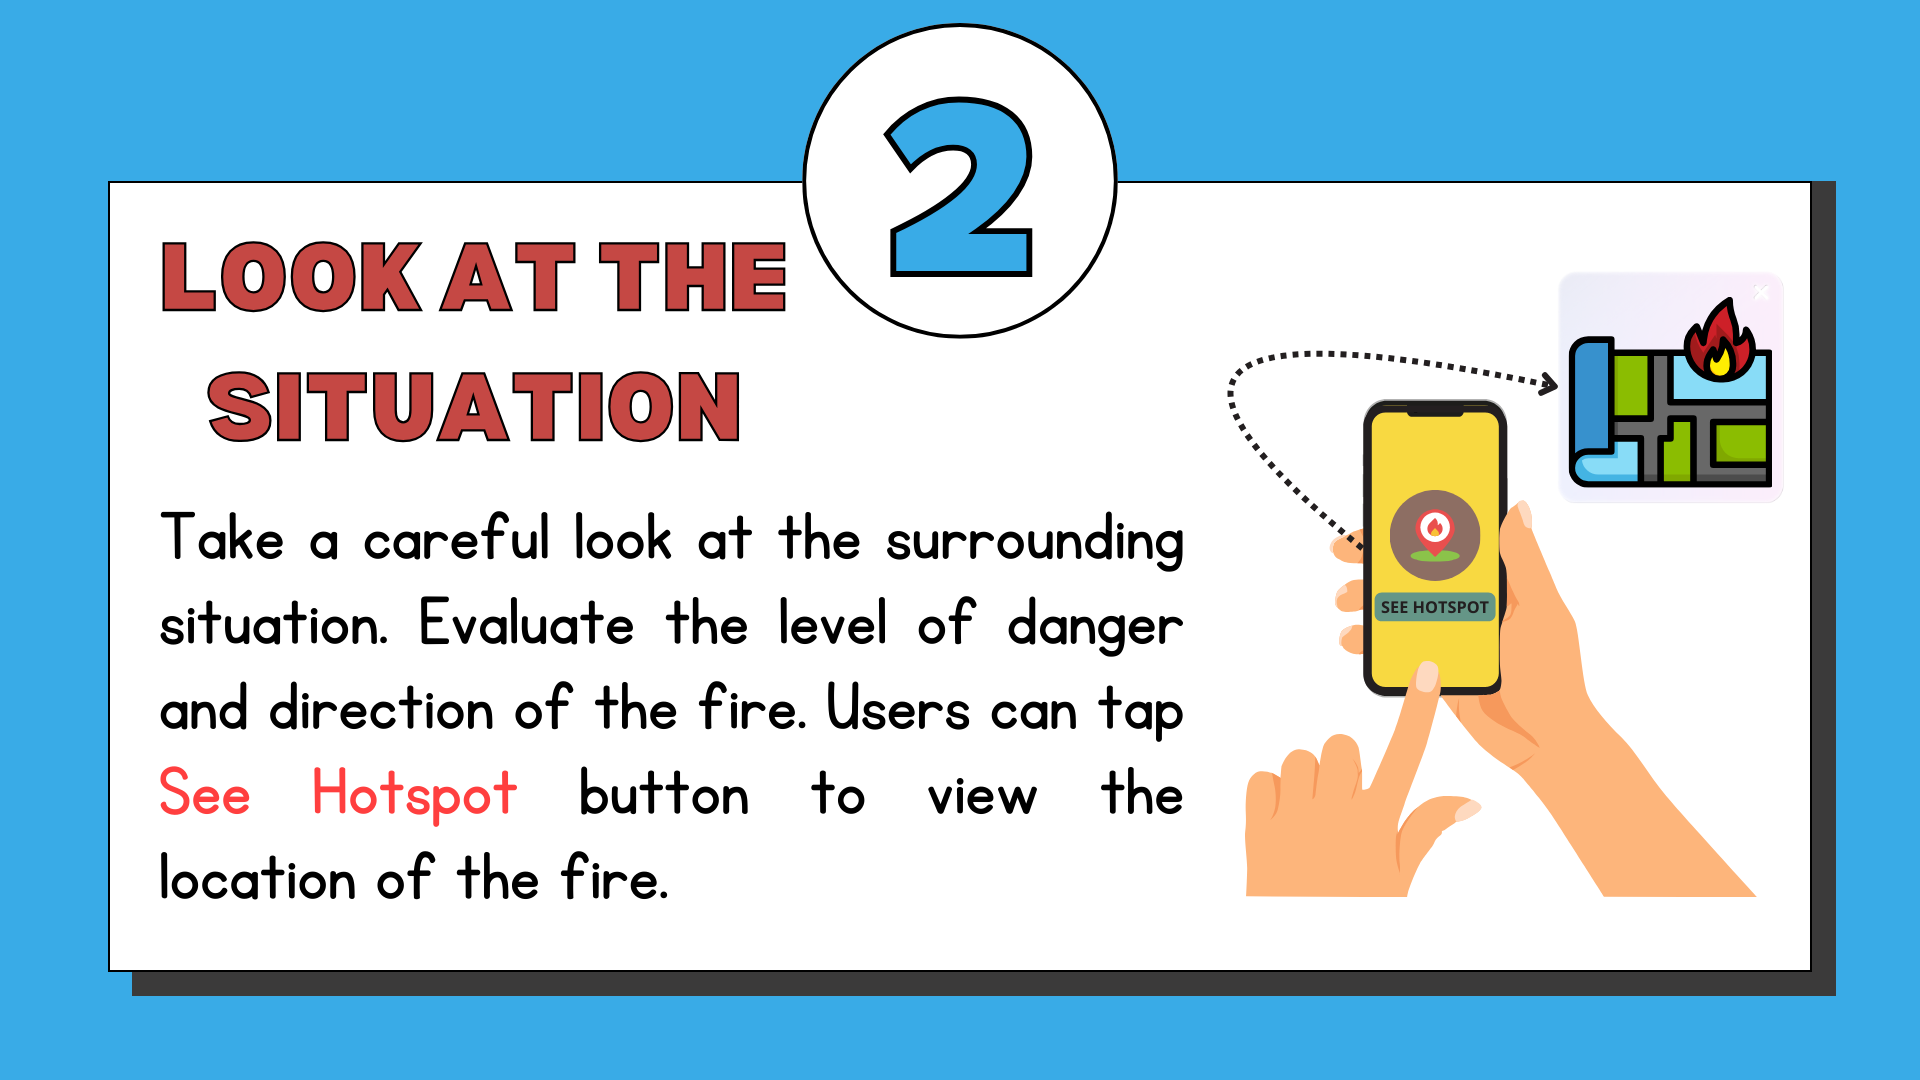 2
LOOK AT THE
SITUATION
Take a careful look at the surrounding
situation. Evaluate the level of danger
and direction of the fire. Users can tap
See Hotspot button to view the
location of the fire.
SEE HOTSPOT